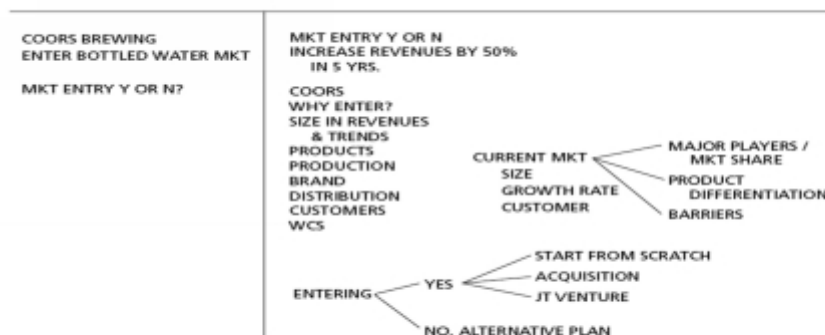 COORS BREWING
ENTER BOTTLED WATER MKT
MKT ENTRY Y OR N?
MKT ENTRY Y OR N
INCREASE REVENUES BY 50%
IN 5 YRS.
COORS
WHY ENTER?
SIZE IN REVENUES
& TRENDS
PRODUCTS
PRODUCTION
BRAND
DISTRIBUTION
CUSTOMERS
WCS
CURRENT MKT
SIZE
GROWTH RATE
CUSTOMER
MAJOR PLAYERS /
MKT SHARE
PRODUCT
DIFFERENTIATION
BARRIERS
ENTERING
YES
START FROM SCRATCH
ACQUISITION
JT VENTURE
NO, ALTERNATIVE PLAN